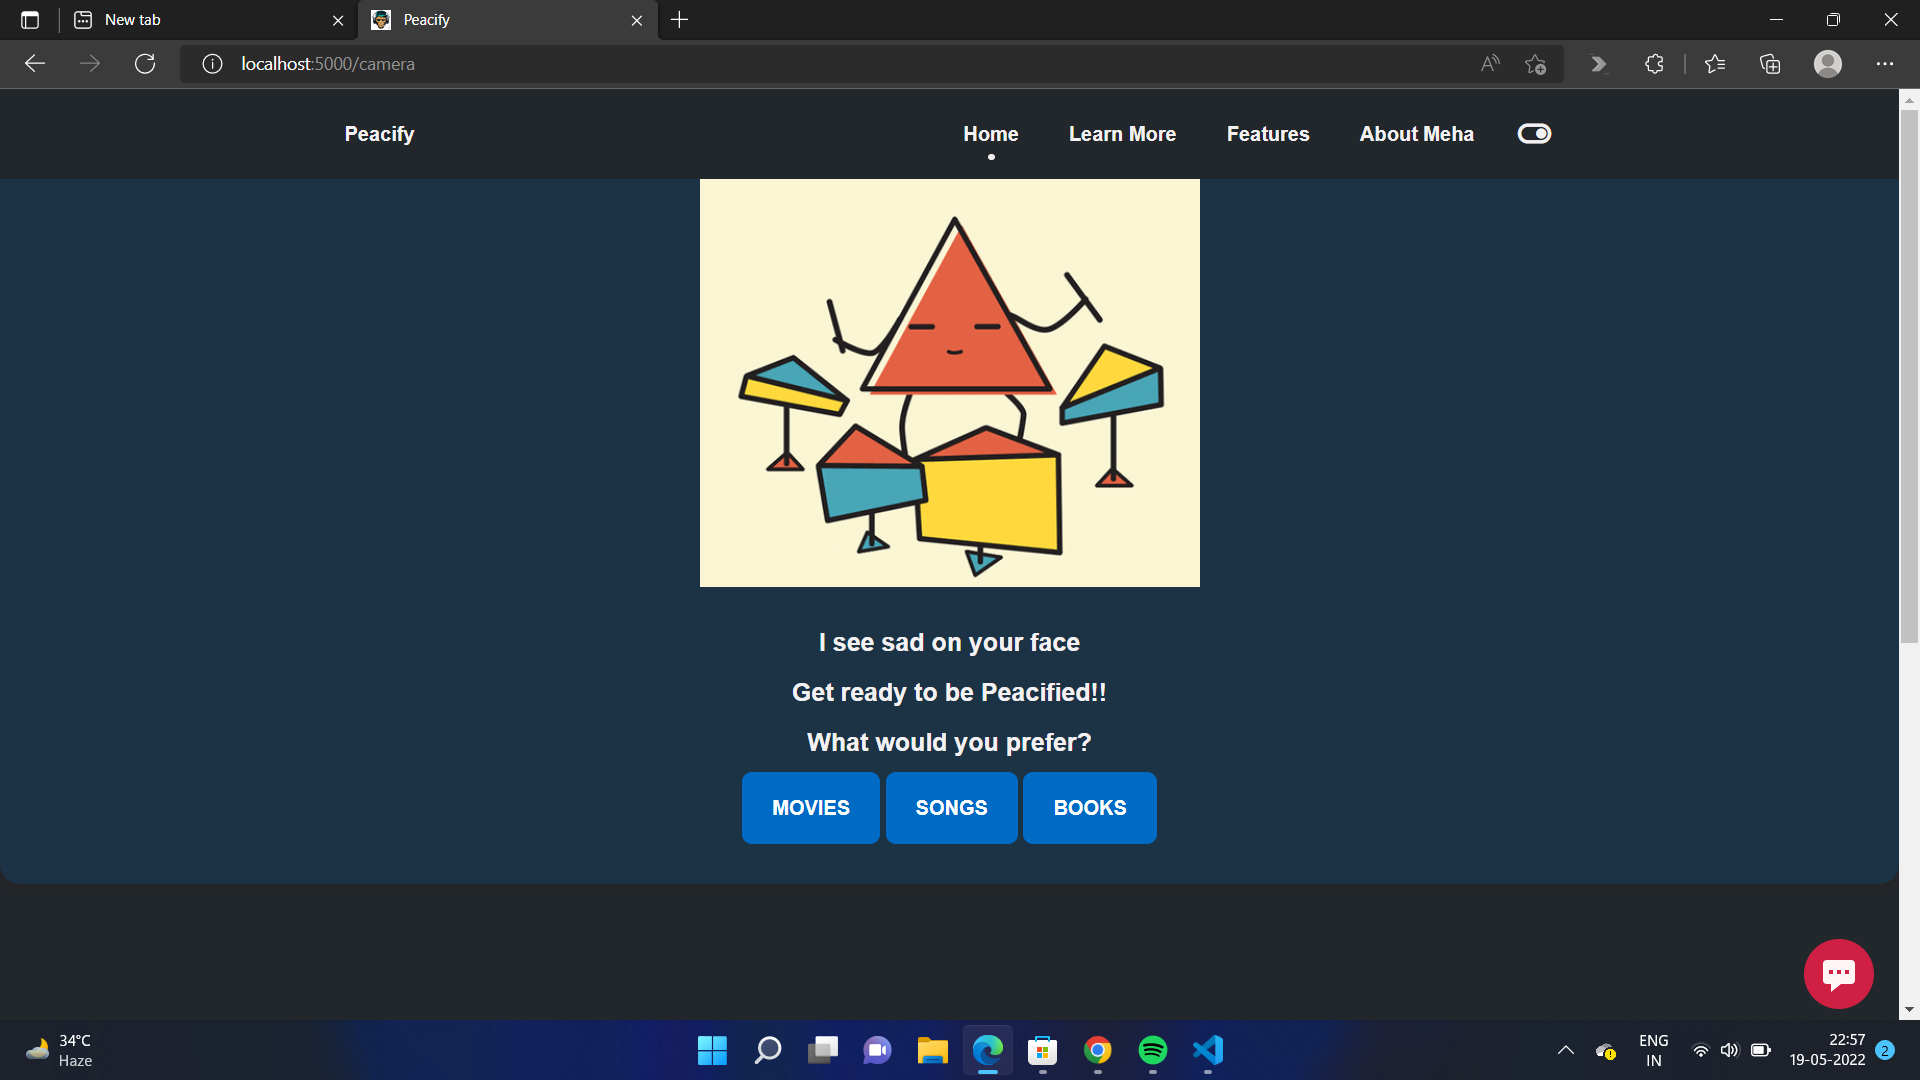 New tab
Peacify
localhost:5000/camera
Peacify
Home
Learn More
Features
About Meha
I see sad on your face
Get ready to be Peacified!!
What would you prefer?
MOVIES
SONGS
BOOKS
34°C
Haze
ENG
IN
22:57
19-05-2022
2